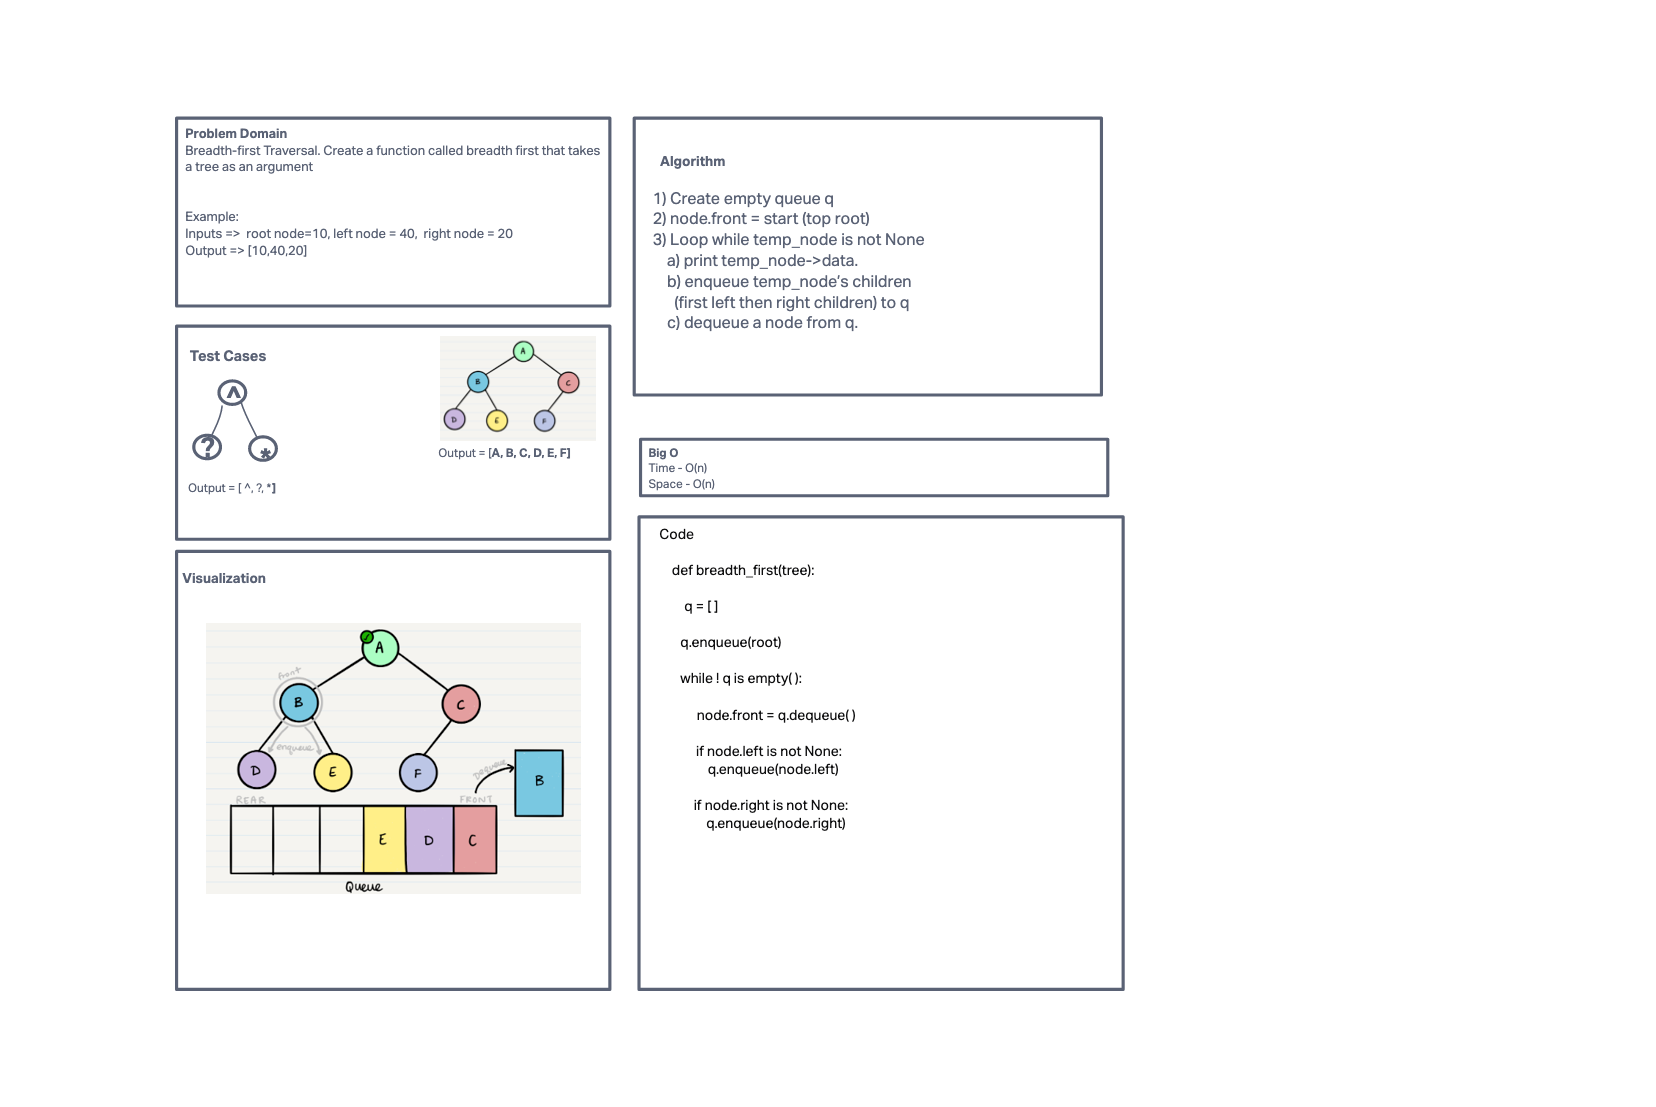 Problem Domain
Breadth-first Traversal. Create a function called breadth first that takes
a tree as an argument
Example:
Inputs => root node=10, left node = 40, right node = 20
Output => [10,40,20]
Test Cases
^
? *
Output = [ ^, ?, *]
A
B C
D E F
Output = [A, B, C, D, E, F]
Visualization
A
front
B C
enqueue
D E F
Dequeue
B
REAR FRONT
E D C
Queue
Algorithm
1) Create empty queue q
2) node.front = start (top root)
3) Loop while temp_node is not None
a) print temp_node->data.
b) enqueue temp_node’s children
(first left then right children) to q
c) dequeue a node from q.
Big O
Time - O(n)
Space - O(n)
Code
def breadth_first(tree):
q = [ ]
q.enqueue(root)
while ! q is empty( ):
node.front = q.dequeue( )
if node.left is not None:
q.enqueue(node.left)
if node.right is not None:
q.enqueue(node.right)